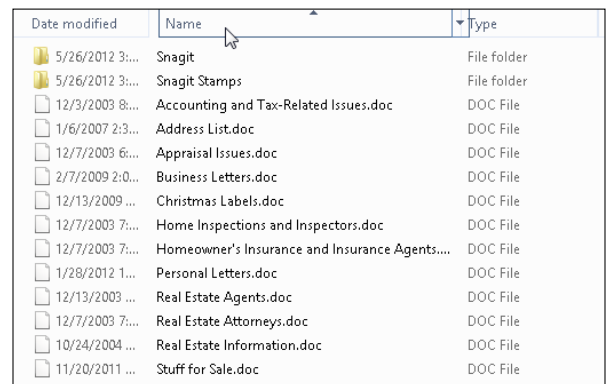 Date modified Name Type
5/26/2012 3:... Snagit File folder
5/26/2012 3:... Snagit Stamps File folder
12/3/2003 8:... Accounting and Tax-Related Issues.doc DOC File
1/6/2007 2:3... Address List.doc DOC File
12/7/2003 6:... Appraisal Issues.doc DOC File
2/7/2009 2:0... Business Letters.doc DOC File
12/13/2009 ... Christmas Labels.doc DOC File
12/7/2003 7:... Home Inspections and Inspectors.doc DOC File
12/7/2003 7:... Homeowner's Insurance and Insurance Agents.... DOC File
1/28/2012 1... Personal Letters.doc DOC File
12/13/2003 ... Real Estate Agents.doc DOC File
12/7/2003 7:... Real Estate Attorneys.doc DOC File
10/24/2004 ... Real Estate Information.doc DOC File
11/20/2011 ... Stuff for Sale.doc DOC File